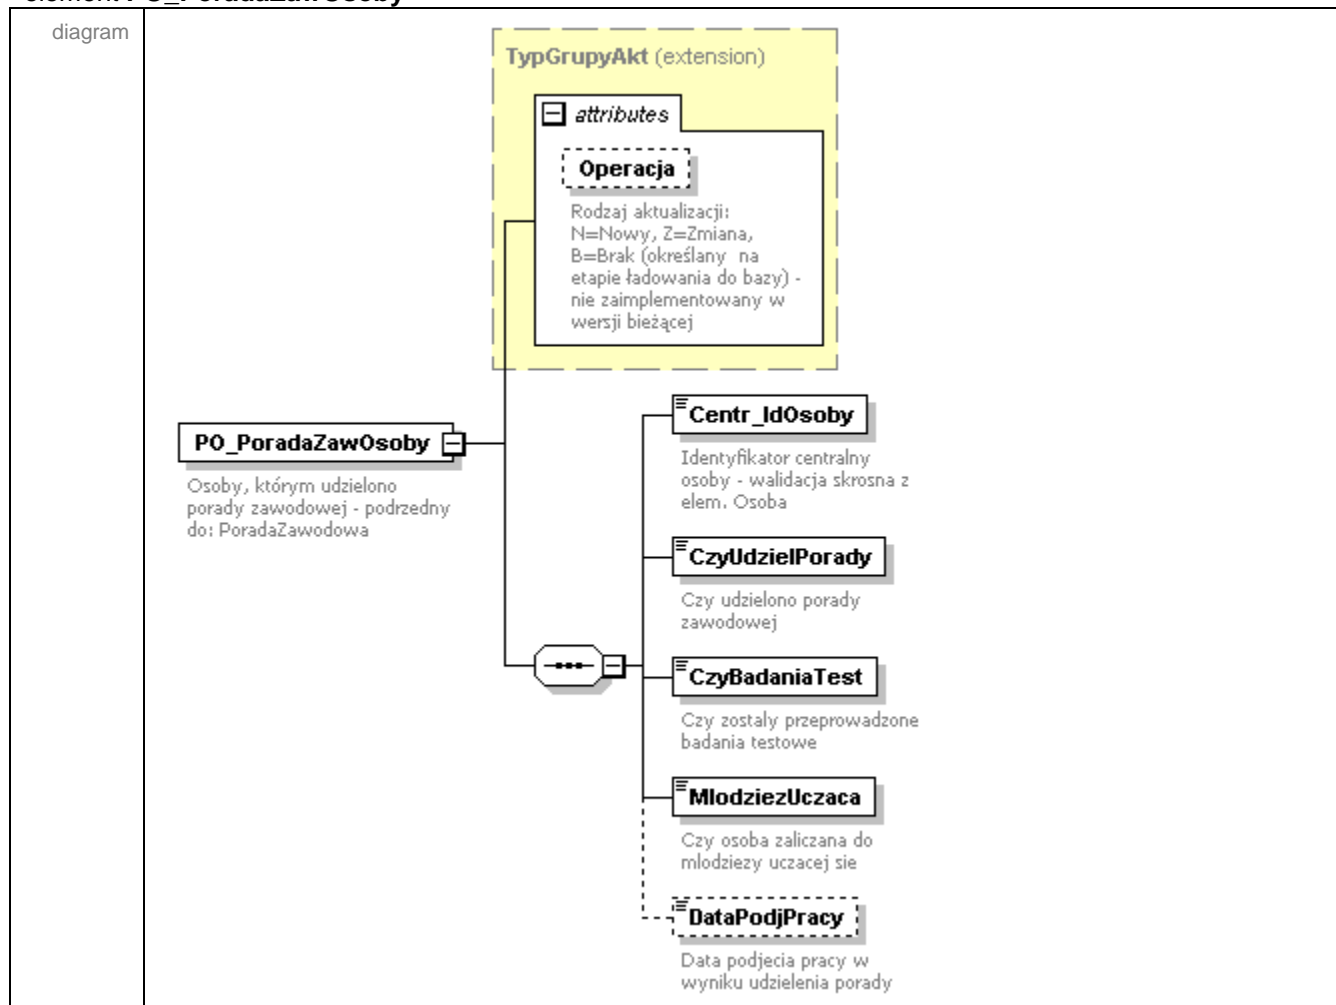 element PO_PoradaZawOsoby
diagram
TypGrupyAkt (extension)
attributes
Operacja
Rodzaj aktualizacji:
N=Nowy, Z=Zmiana,
B=Brak (określany na
etapie ładowania do bazy) -
nie zaimplementowany w
wersji bieżącej
PO_PoradaZawOsoby
Osoby, którym udzielono
porady zawodowej - podrzedny
do: PoradaZawodowa
Centr_IdOsoby
Identyfikator centralny
osoby - walidacja skrosna z
elem. Osoba
CzyUdzielPorady
Czy udzielono porady
zawodowej
CzyBadaniaTest
Czy zostaly przeprowadzone
badania testowe
MlodziezUczaca
Czy osoba zaliczana do
mlodziezy uczacej sie
DataPodjPracy
Data podjecia pracy w
wyniku udzielenia porady